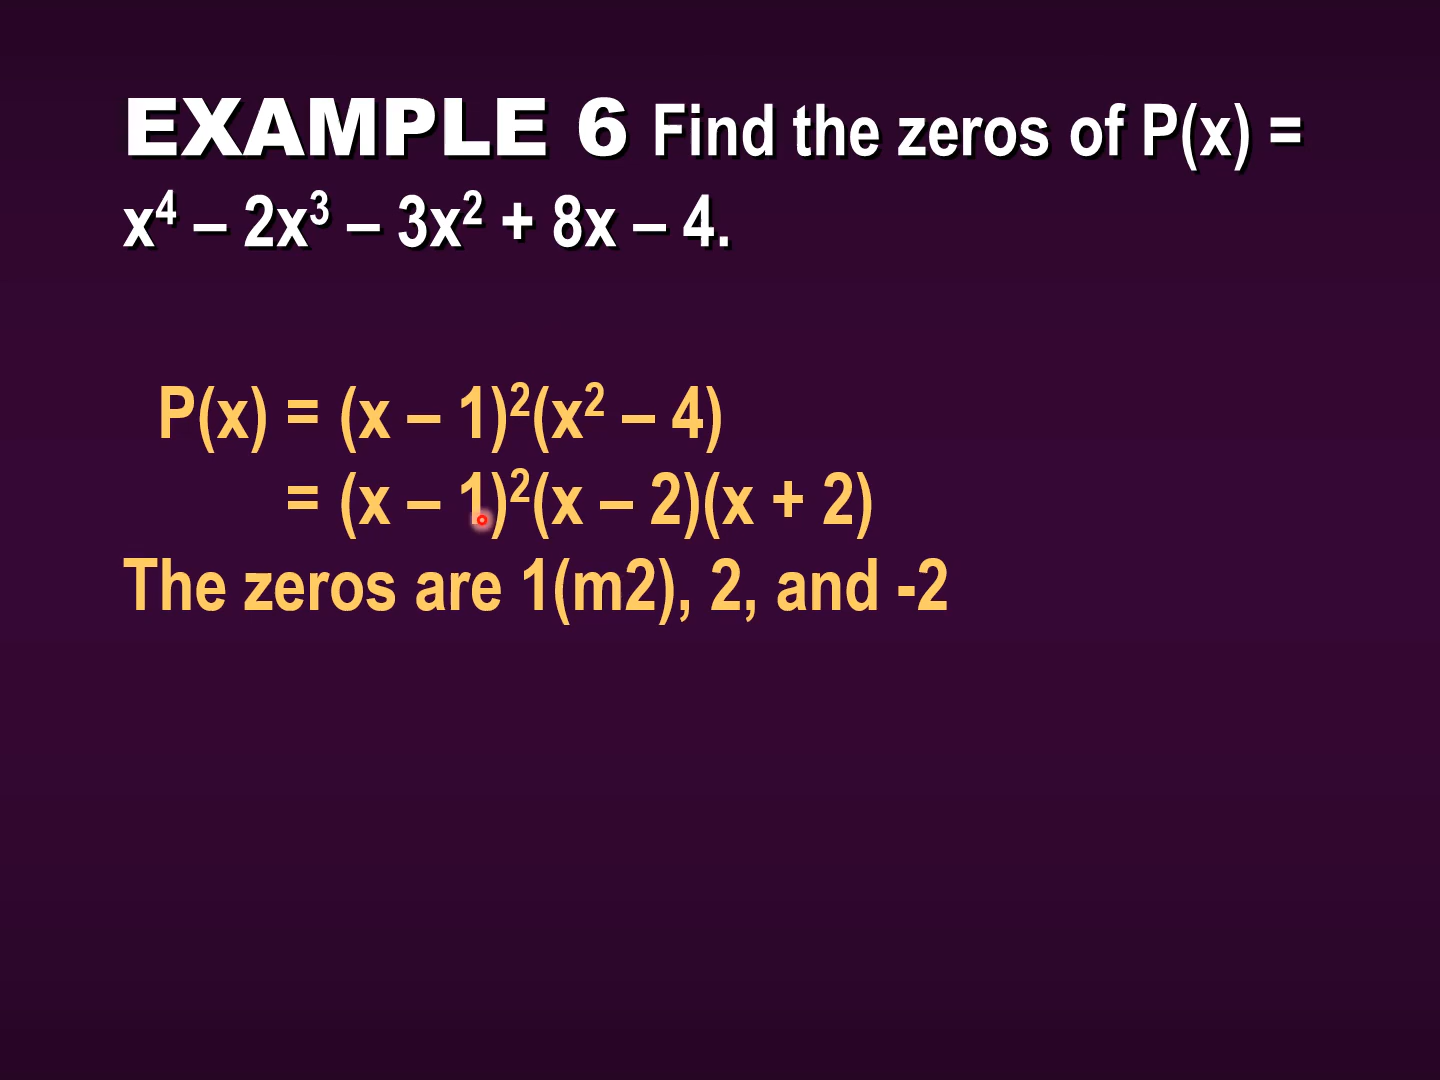 EXAMPLE 6 Find the zeros of P(x) =
x⁴ – 2x³ – 3x² + 8x – 4.
P(x) = (x – 1)²(x² – 4)
= (x – 1)²(x – 2)(x + 2)
The zeros are 1(m2), 2, and -2